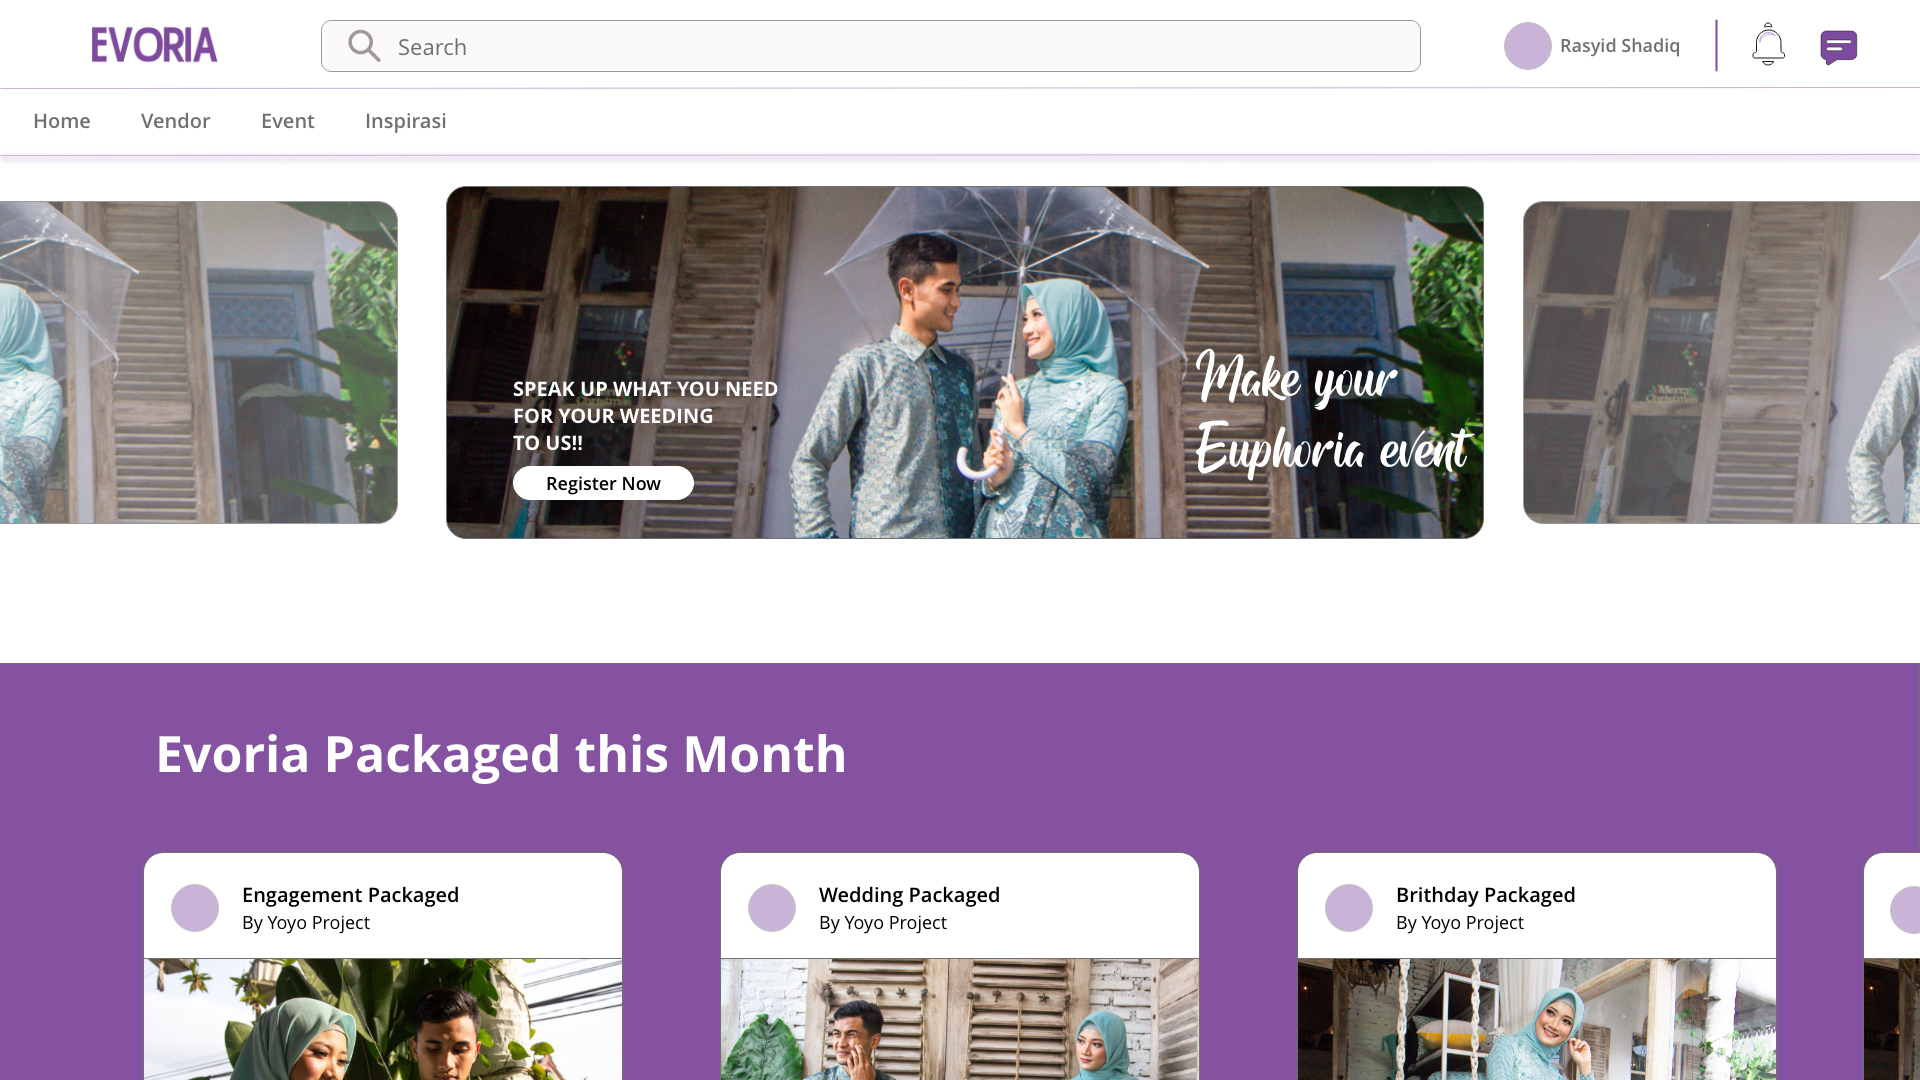 EVORIA
Search
Rasyid Shadiq
Home
Vendor
Event
Inspirasi
SPEAK UP WHAT YOU NEED
FOR YOUR WEEDING
TO US!!
Register Now
Make your
Euphoria event
Merry
Christmas
Evoria Packaged this Month
Engagement Packaged
By Yoyo Project
Wedding Packaged
By Yoyo Project
Brithday Packaged
By Yoyo Project